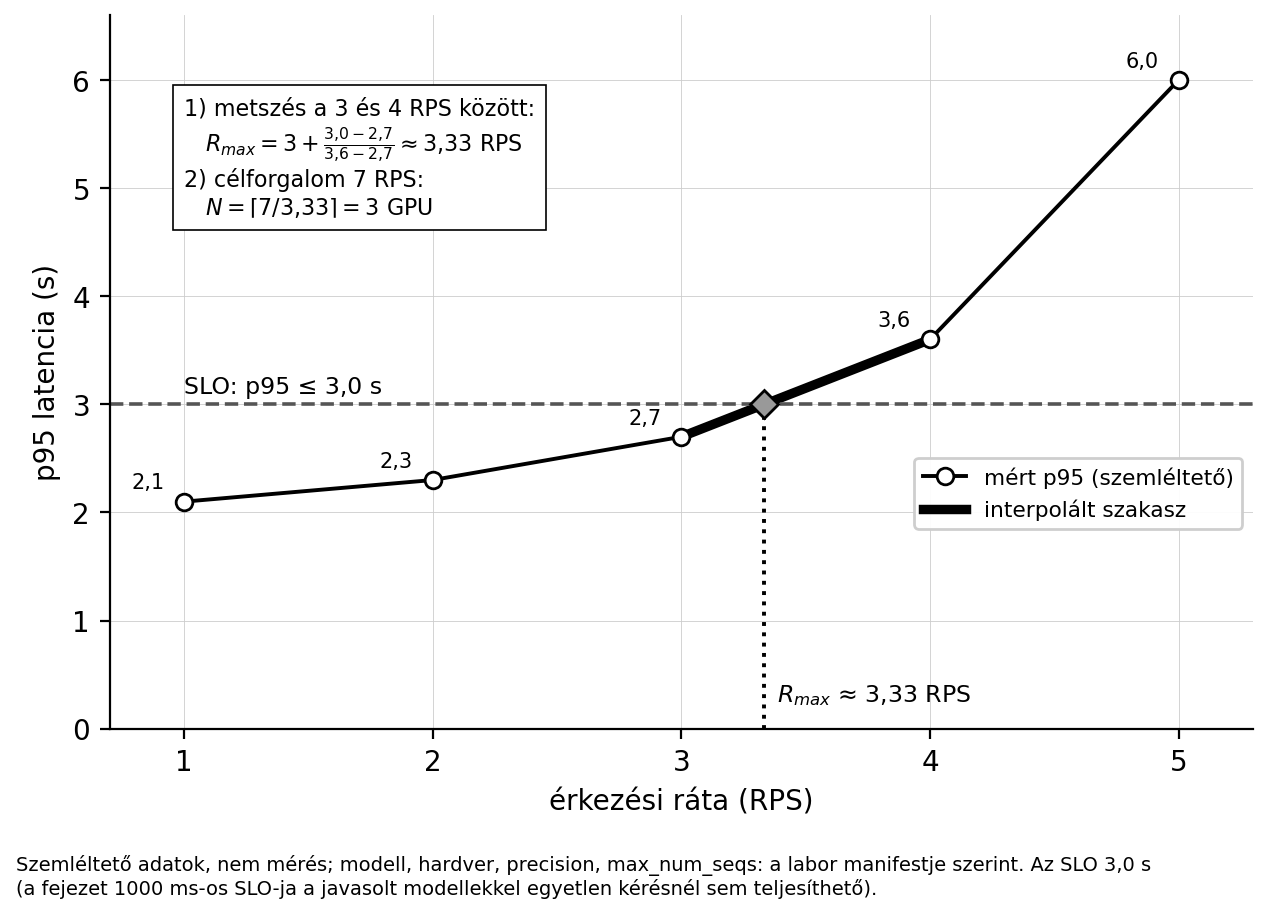 6,0
6
1) metszés a 3 és 4 RPS között:
R_max = 3 + (3,0 − 2,7)/(3,6 − 2,7) ≈ 3,33 RPS
2) célforgalom 7 RPS:
N = ⌈7/3,33⌉ = 3 GPU
5
4
3,6
SLO: p95 ≤ 3,0 s
3
2,7
2,3
2,1
2
mért p95 (szemléltető)
interpolált szakasz
1
R_max ≈ 3,33 RPS
0
p95 latencia (s)
1 2 3 4 5
érkezési ráta (RPS)
Szemléltető adatok, nem mérés; modell, hardver, precision, max_num_seqs: a labor manifestje szerint. Az SLO 3,0 s
(a fejezet 1000 ms-os SLO-ja a javasolt modellekkel egyetlen kérésnél sem teljesíthető).